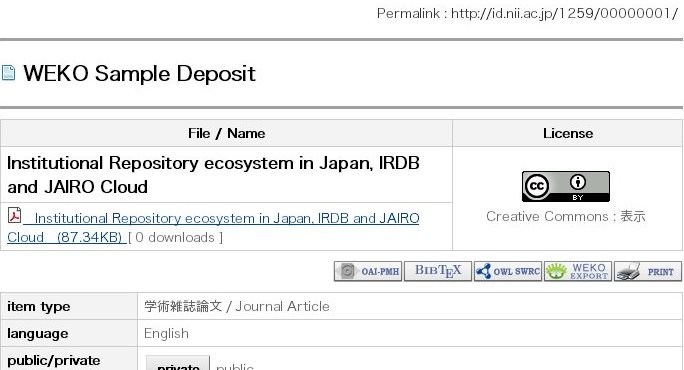 Permalink : http://id.nii.ac.jp/1259/00000001/
WEKO Sample Deposit
File / Name
License
Institutional Repository ecosystem in Japan, IRDB
and JAIRO Cloud
Institutional Repository ecosystem in Japan, IRDB and JAIRO
Cloud (87.34KB) [ 0 downloads ]
cc BY
Creative Commons : 表示
OAI-PMH
BIBTEX
OWL SWRC
WEKO EXPORT
PRINT
item type
学術雑誌論文 / Journal Article
language
English
public/private
private public